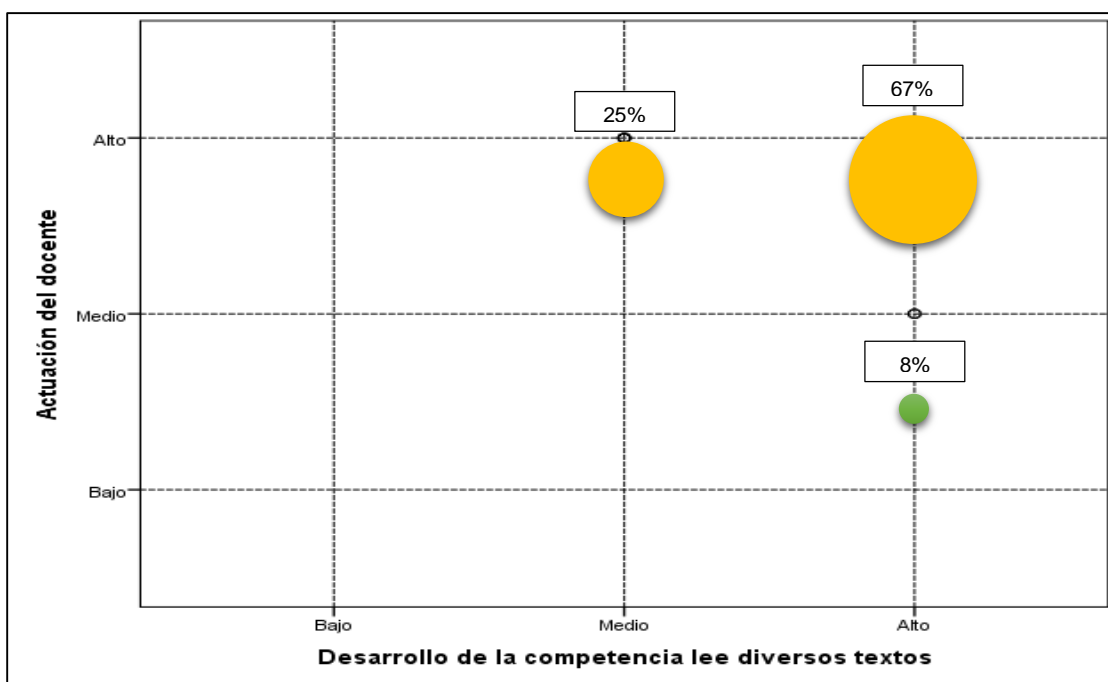 67%
25%
Alto
Actuación del docente
Medio
8%
Bajo
Bajo
Medio
Alto
Desarrollo de la competencia lee diversos textos